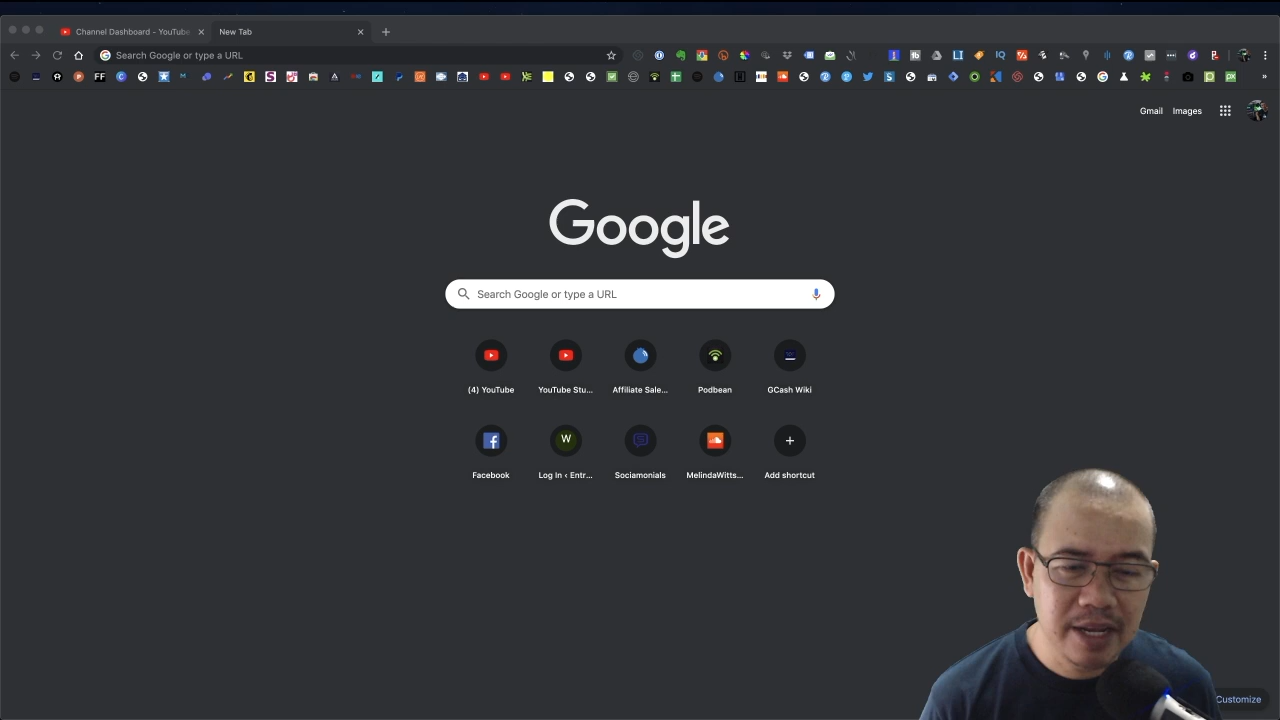 Channel Dashboard - YouTube
New Tab
Search Google or type a URL
Gmail
Images
Google
Search Google or type a URL
(4) YouTube
YouTube Stu...
Affiliate Sale...
Podbean
GCash Wiki
W
Facebook
Log In ‹ Entr...
Sociamonials
MelindaWitts...
Add shortcut
Customize